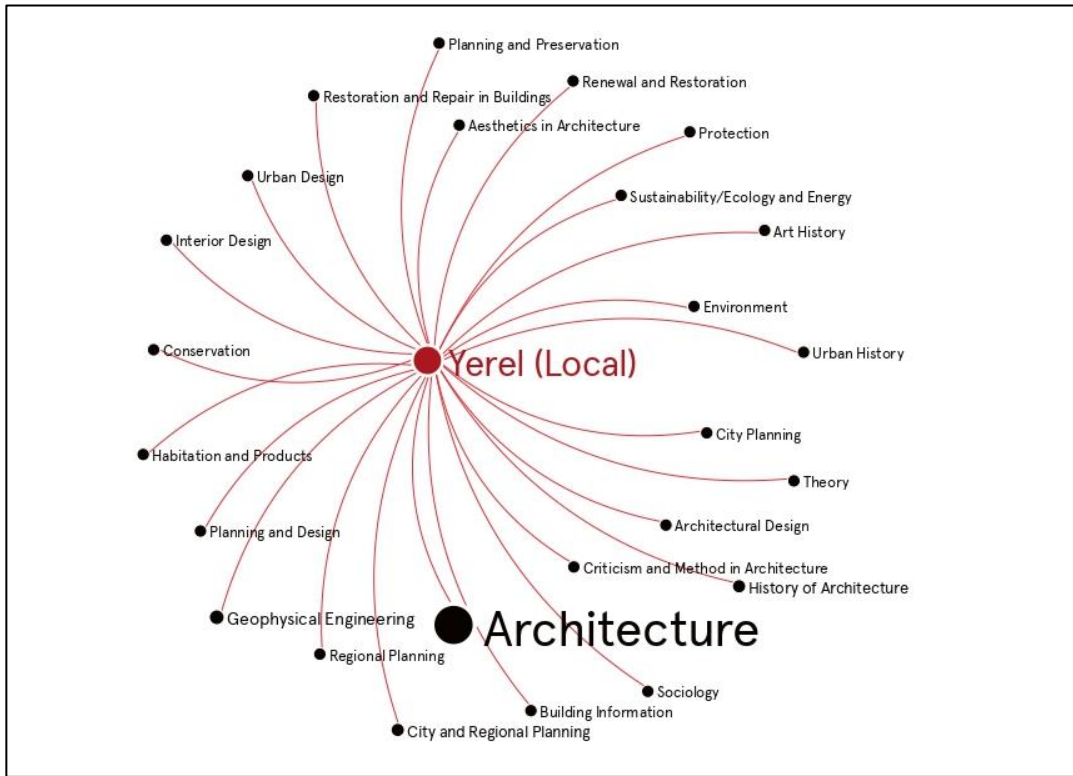 Planning and Preservation
Renewal and Restoration
Restoration and Repair in Buildings
Aesthetics in Architecture
Protection
Urban Design
Sustainability/Ecology and Energy
Art History
Interior Design
Environment
Conservation
Urban History
Yerel (Local)
City Planning
Habitation and Products
Theory
Planning and Design
Architectural Design
Criticism and Method in Architecture
History of Architecture
Geophysical Engineering
Architecture
Regional Planning
Sociology
Building Information
City and Regional Planning